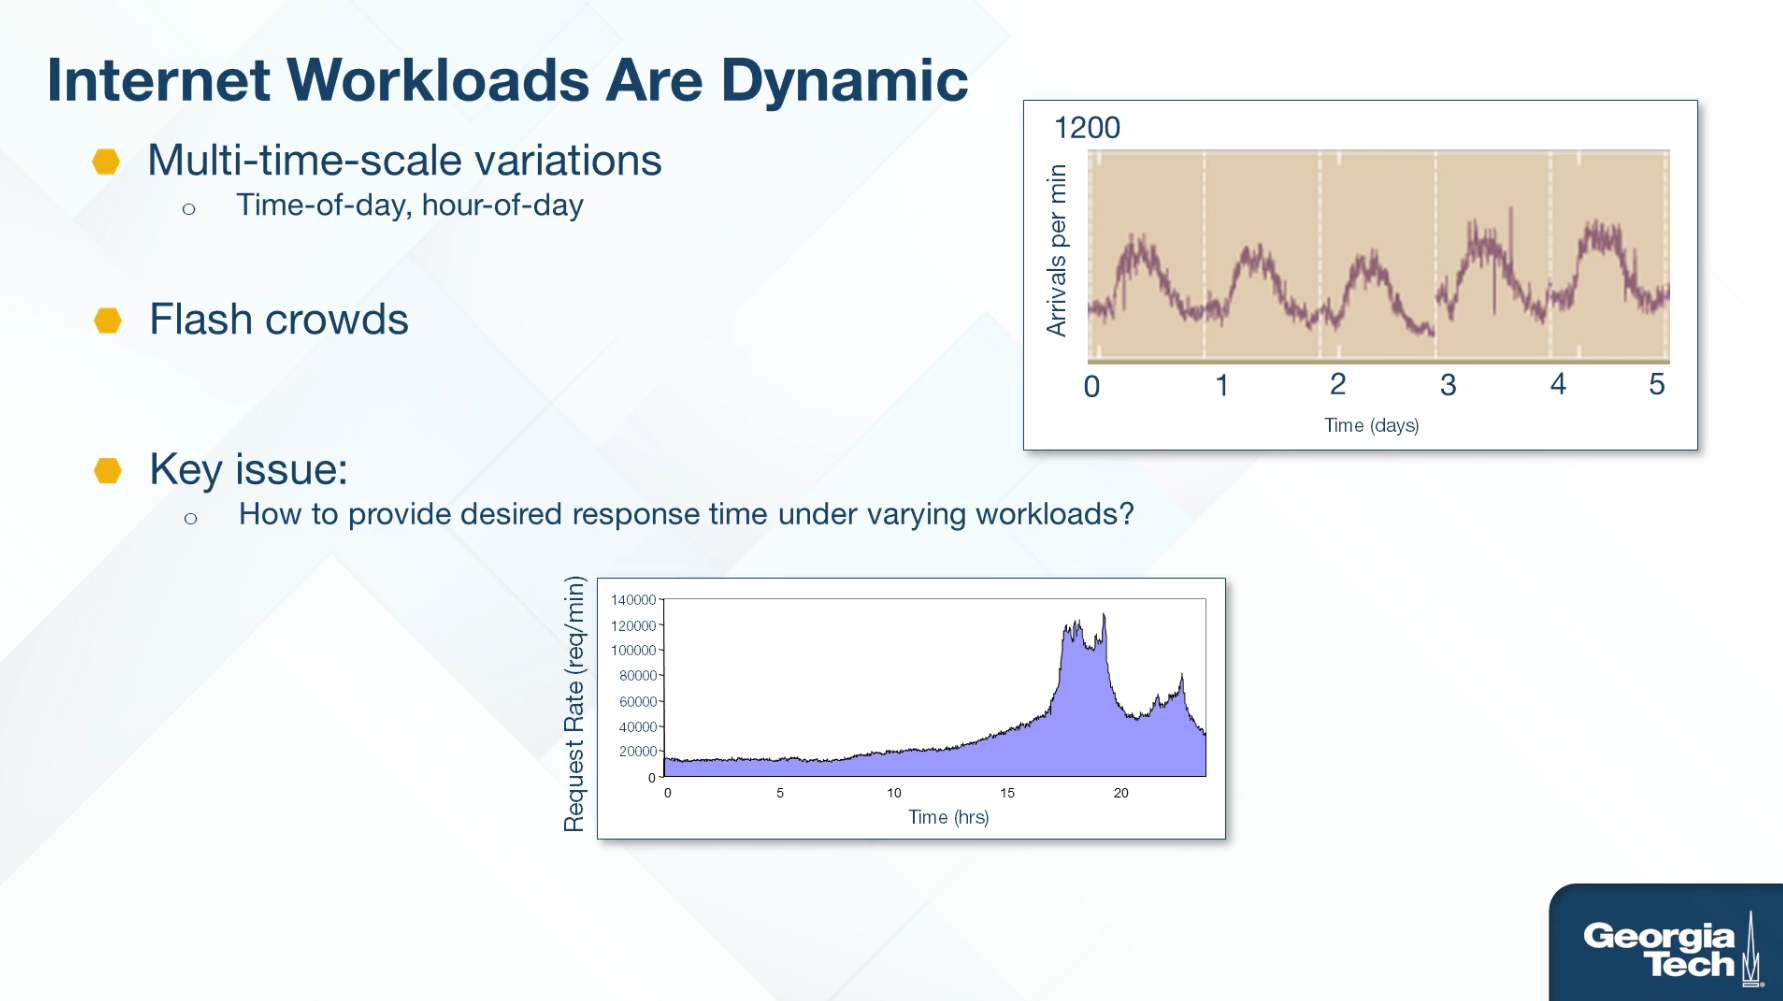 Internet Workloads Are Dynamic
Multi-time-scale variations
Time-of-day, hour-of-day
Flash crowds
Key issue:
How to provide desired response time under varying workloads?
1200
Arrivals per min
0 1 2 3 4 5
Time (days)
Request Rate (req/min)
140000
120000
100000
80000
60000
40000
20000
0
0 5 10 15 20
Time (hrs)
Georgia
Tech